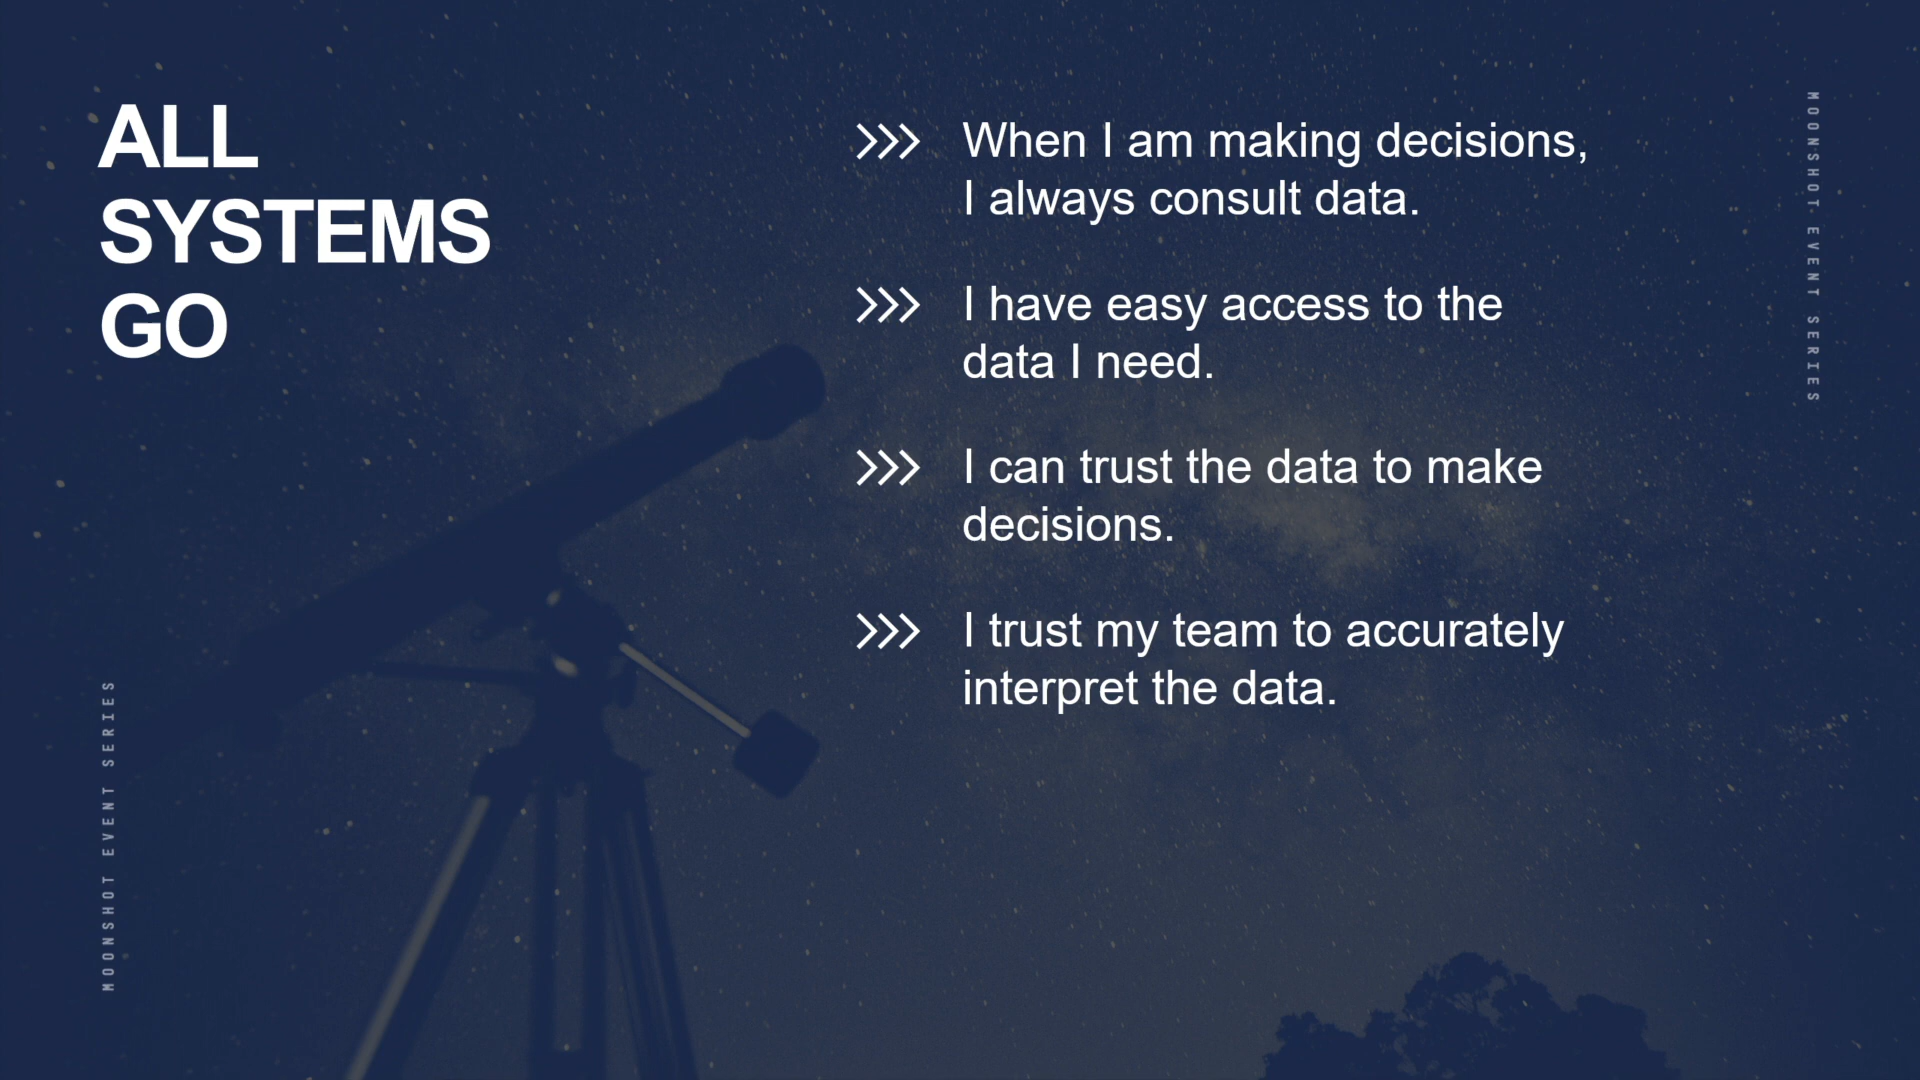 ALL
SYSTEMS
GO
When I am making decisions,
I always consult data.
I have easy access to the
data I need.
I can trust the data to make
decisions.
I trust my team to accurately
interpret the data.
MOONSHOT EVENT SERIES
MOONSHOT EVENT SERIES